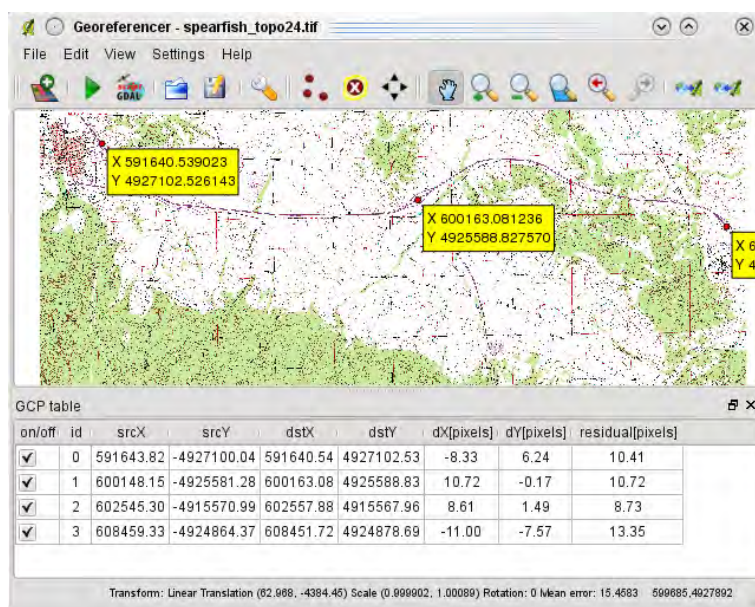 Georeferencer - spearfish_topo24.tif
File Edit View Settings Help
GDAL
X 591640.539023
Y 4927102.526143
X 600163.081236
Y 4925588.827570
X 6
Y 4
GCP table
on/off id srcX srcY dstX dstY dX[pixels] dY[pixels] residual[pixels]
0 591643.82 -4927100.04 591640.54 4927102.53 -8.33 6.24 10.41
1 600148.15 -4925581.28 600163.08 4925588.83 10.72 -0.17 10.72
2 602545.30 -4915570.99 602557.88 4915567.96 8.61 1.49 8.73
3 608459.33 -4924864.37 608451.72 4924878.69 -11.00 -7.57 13.35
Transform: Linear Translation (62.968, -4384.45) Scale (0.999902, 1.00089) Rotation: 0 Mean error: 15.4583 599685,4927892